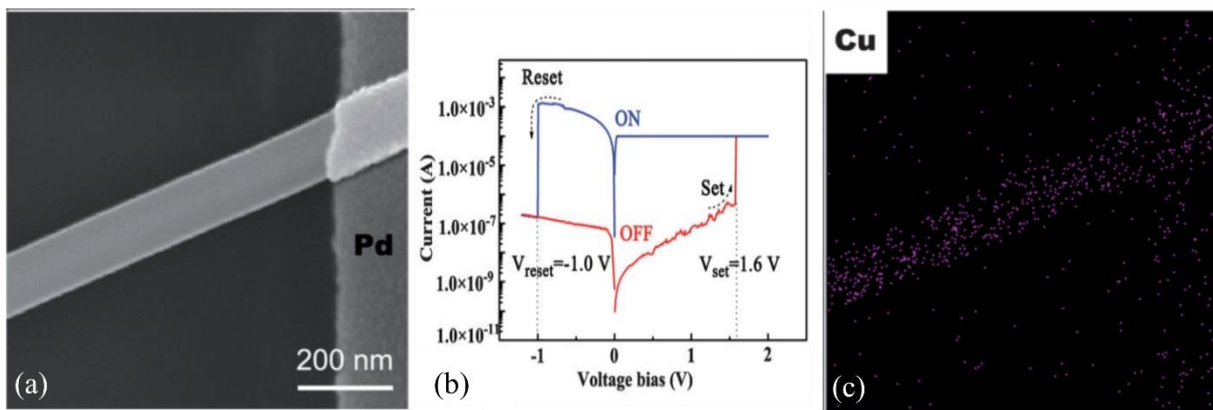 Pd
200 nm
(a)
Current (A)
1.0×10⁻³
1.0×10⁻⁵
1.0×10⁻⁷
1.0×10⁻⁹
1.0×10⁻¹¹
Reset
ON
Set
OFF
V_reset=-1.0 V
V_set=1.6 V
-1 0 1 2
Voltage bias (V)
(b)
Cu
(c)